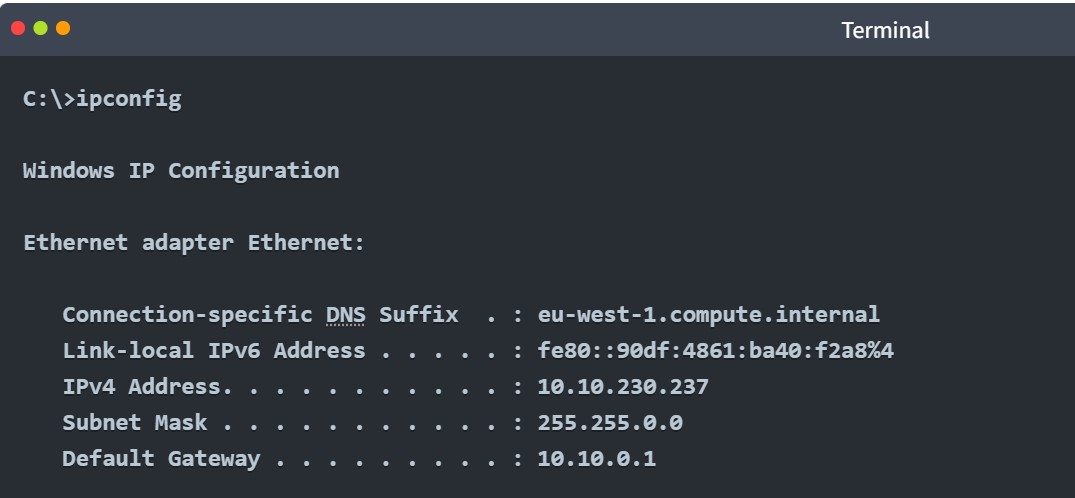 Terminal
C:\>ipconfig
Windows IP Configuration
Ethernet adapter Ethernet:
Connection-specific DNS Suffix  . : eu-west-1.compute.internal
Link-local IPv6 Address . . . . . : fe80::90df:4861:ba40:f2a8%4
IPv4 Address. . . . . . . . . . . : 10.10.230.237
Subnet Mask . . . . . . . . . . . : 255.255.0.0
Default Gateway . . . . . . . . . : 10.10.0.1